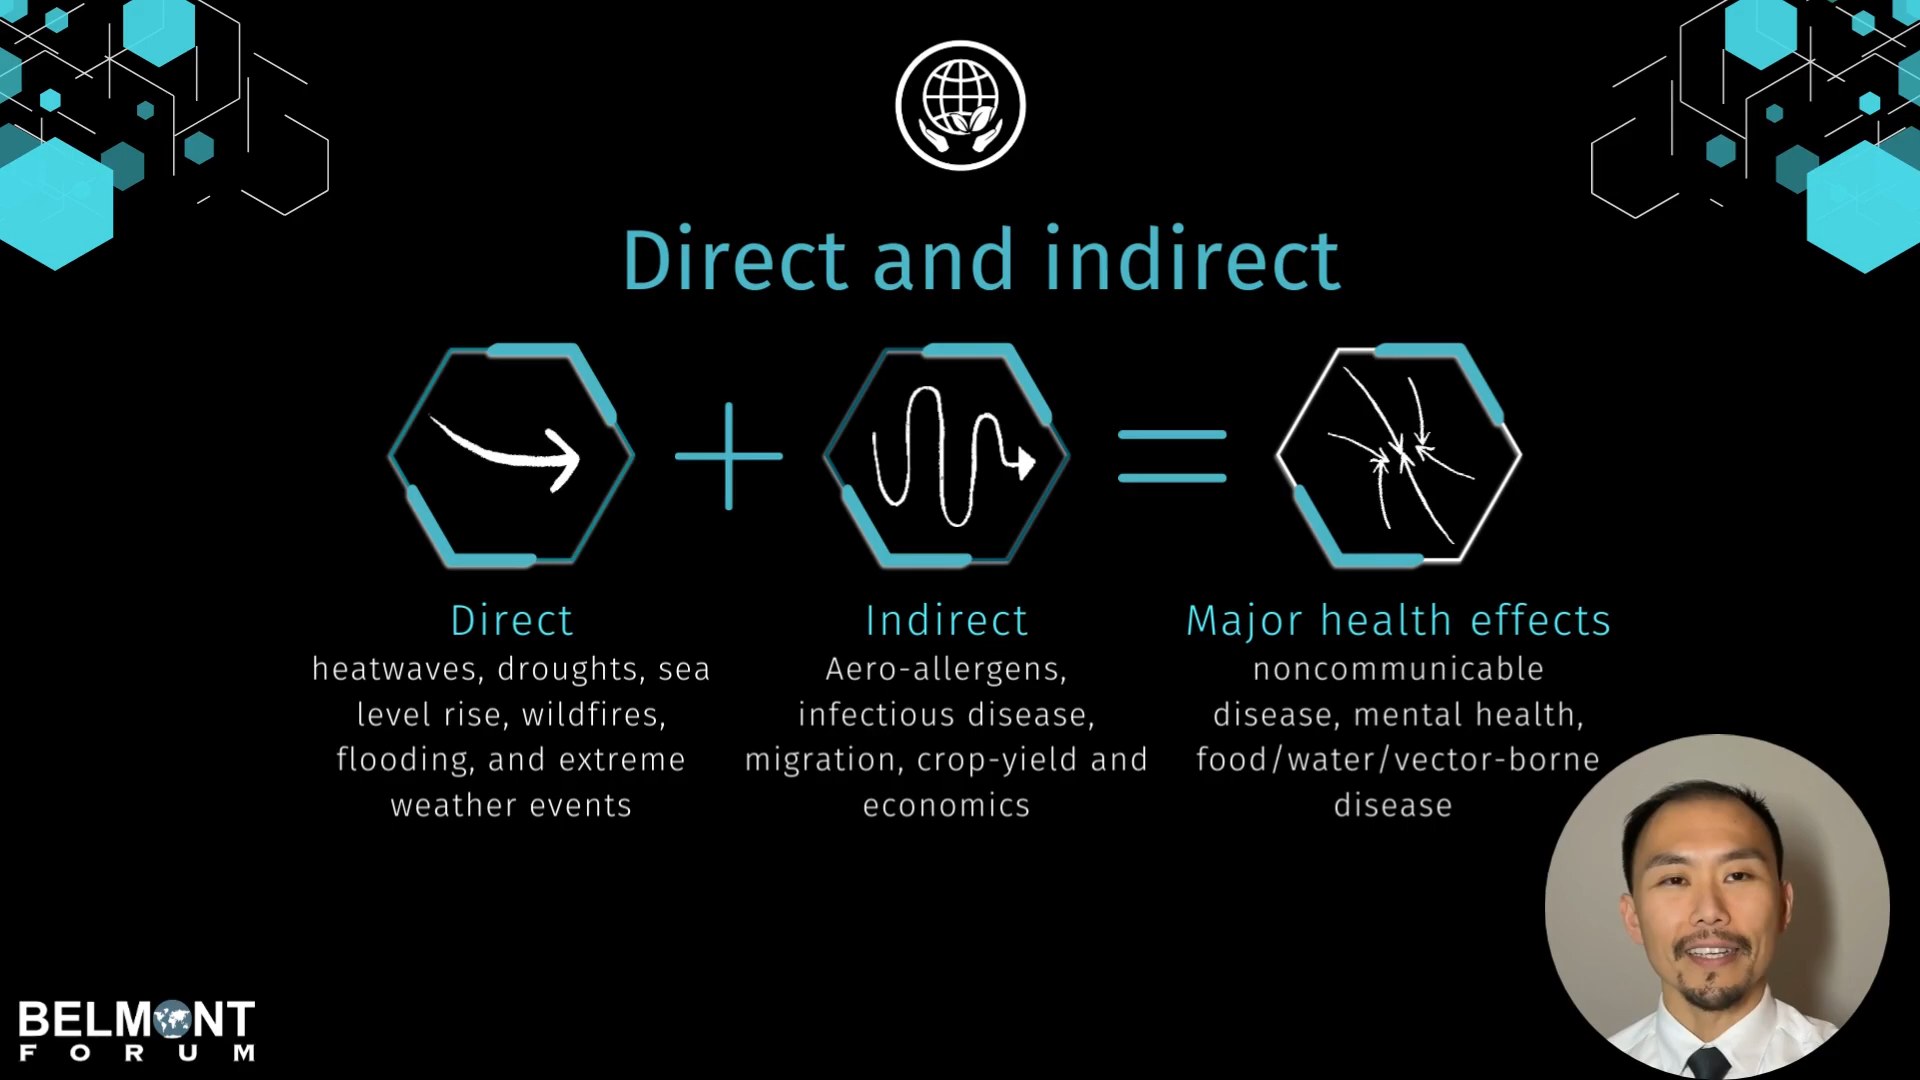 Direct and indirect
Direct
heatwaves, droughts, sea
level rise, wildfires,
flooding, and extreme
weather events
Indirect
Aero-allergens,
infectious disease,
migration, crop-yield and
economics
Major health effects
noncommunicable
disease, mental health,
food/water/vector-borne
disease
BELMONT
FORUM